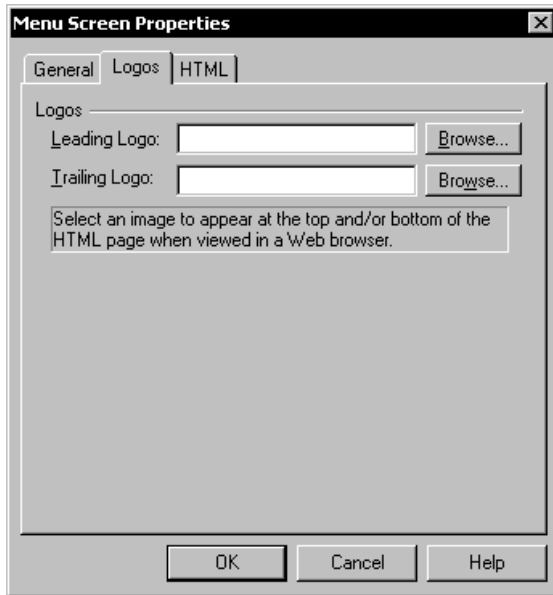 Menu Screen Properties
General Logos HTML
Logos
Leading Logo: Browse...
Trailing Logo: Browse...
Select an image to appear at the top and/or bottom of the
HTML page when viewed in a Web browser.
OK Cancel Help